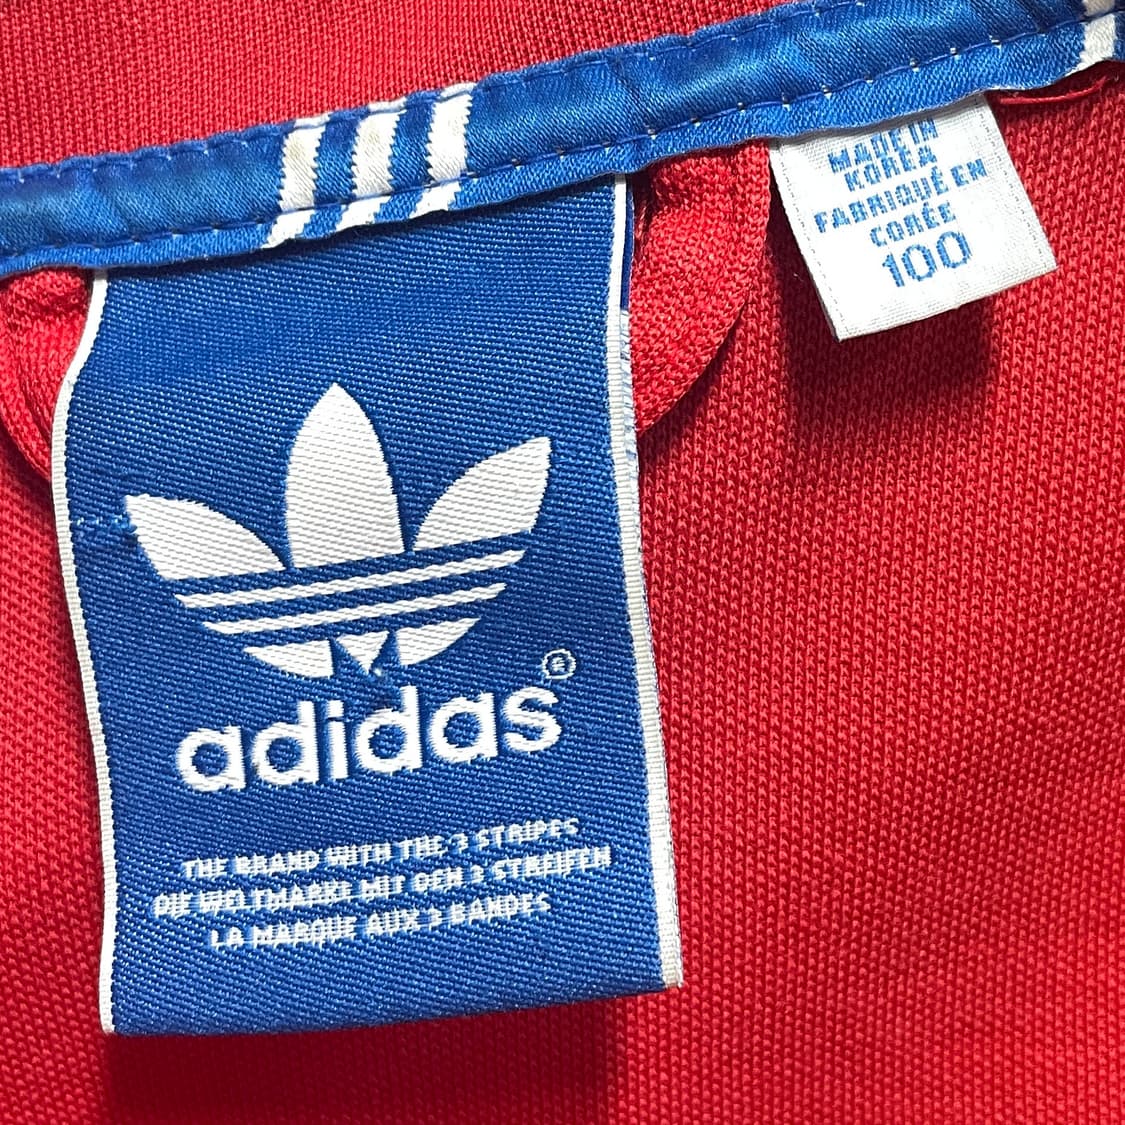 MADE IN
KOREA
FABRIQUÉ EN
CORÉE
100
adidas®
THE BRAND WITH THE 3 STRIPES
DIE WELTMARKE MIT DEN 3 STREIFEN
LA MARQUE AUX 3 BANDES